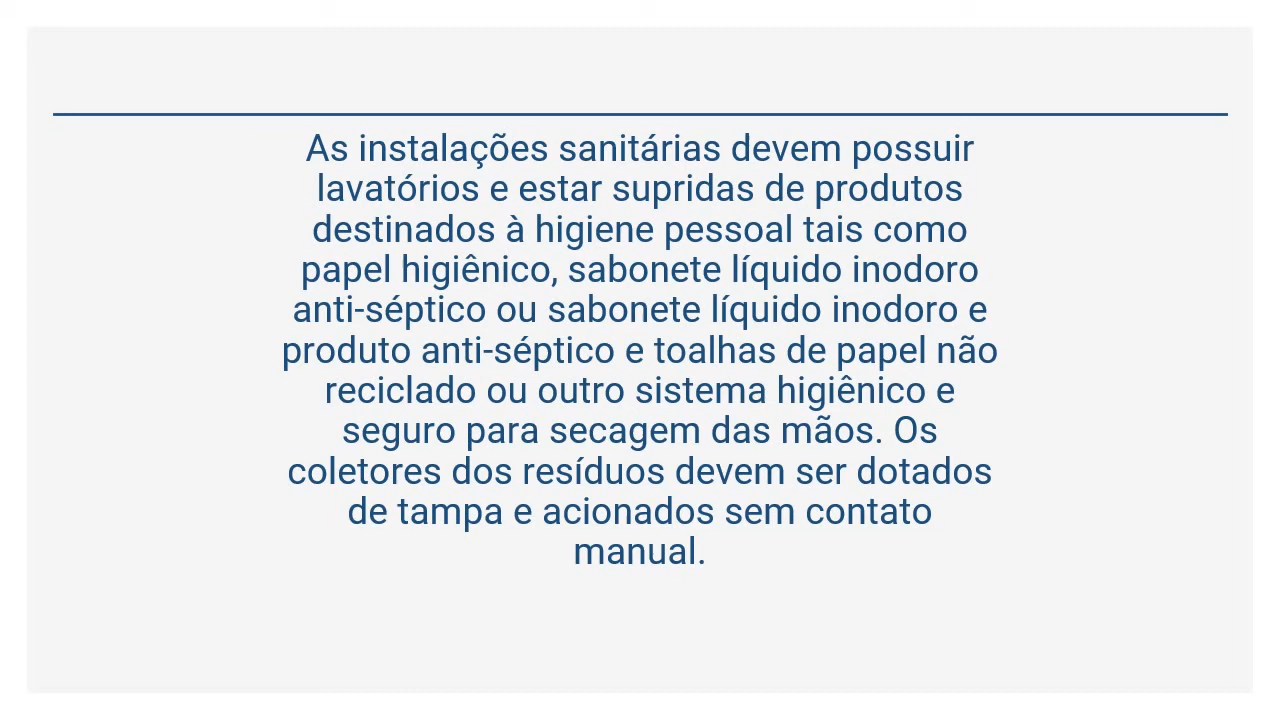 As instalações sanitárias devem possuir
lavatórios e estar supridas de produtos
destinados à higiene pessoal tais como
papel higiênico, sabonete líquido inodoro
anti-séptico ou sabonete líquido inodoro e
produto anti-séptico e toalhas de papel não
reciclado ou outro sistema higiênico e
seguro para secagem das mãos. Os
coletores dos resíduos devem ser dotados
de tampa e acionados sem contato
manual.